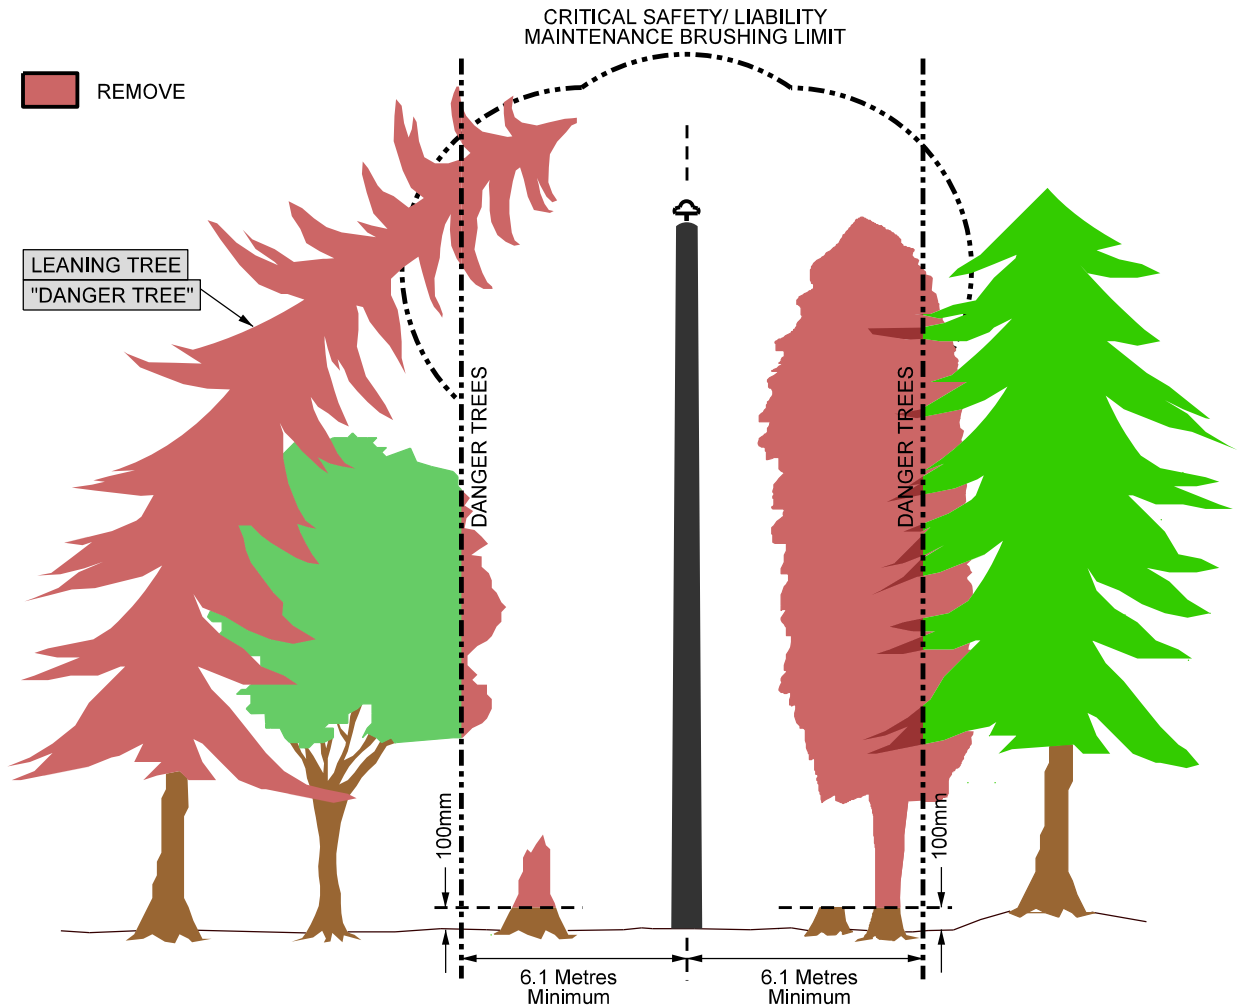 CRITICAL SAFETY/ LIABILITY
MAINTENANCE BRUSHING LIMIT
REMOVE
LEANING TREE
"DANGER TREE"
DANGER TREES
DANGER TREES
100mm
100mm
6.1 Metres
Minimum
6.1 Metres
Minimum